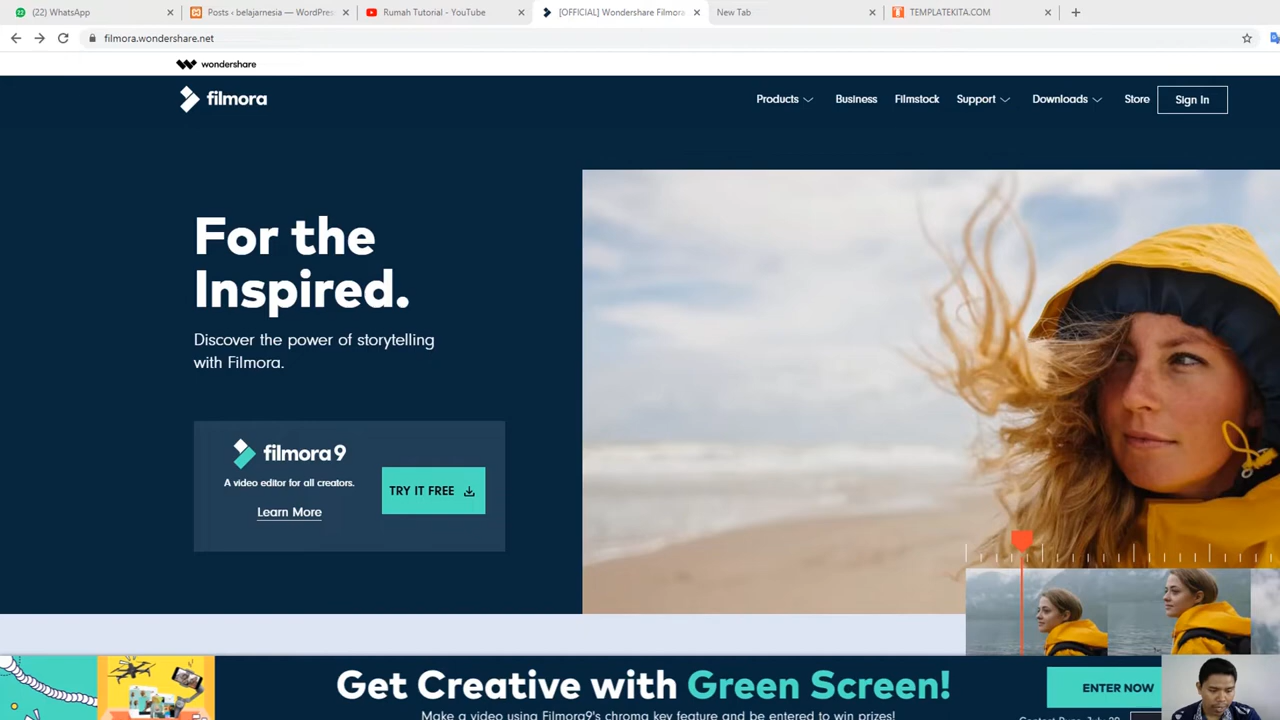 (22) WhatsApp
Posts ‹ belajarnesia — WordPres
Rumah Tutorial - YouTube
[OFFICIAL] Wondershare Filmora
New Tab
TEMPLATEKITA.COM
filmora.wondershare.net
wondershare
filmora
Products
Business
Filmstock
Support
Downloads
Store
Sign In
For the
Inspired.
Discover the power of storytelling
with Filmora.
filmora9
A video editor for all creators.
Learn More
TRY IT FREE
Get Creative with Green Screen!
Make a video using Filmora9's chroma key feature and be entered to win prizes!
ENTER NOW